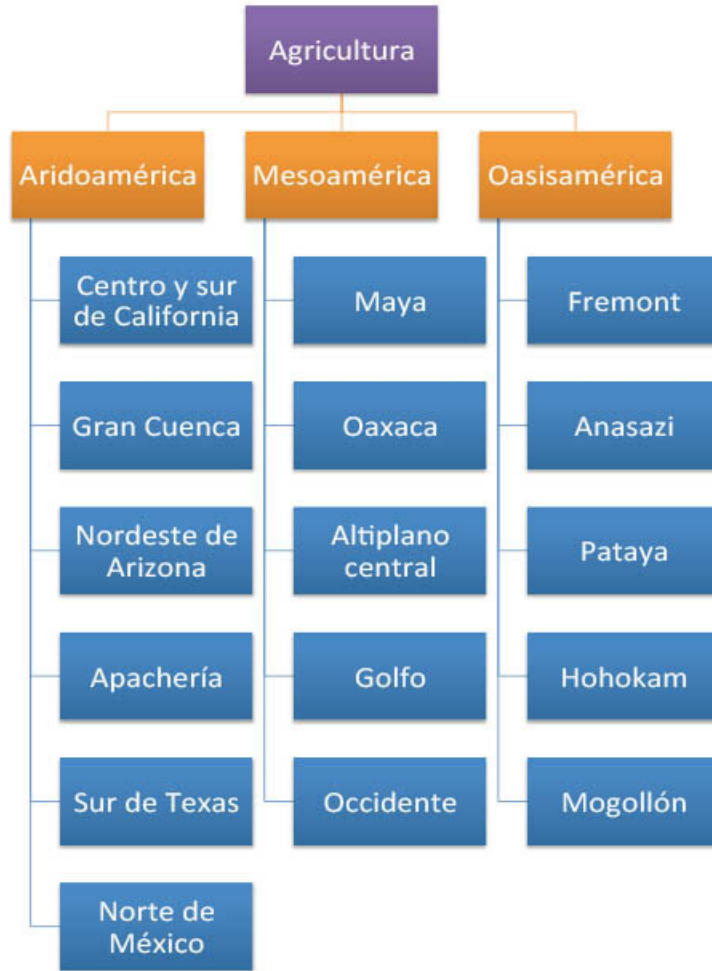 Agricultura
Aridoamérica
Centro y sur
de California
Gran Cuenca
Nordeste de
Arizona
Apachería
Sur de Texas
Norte de
México
Mesoamérica
Maya
Oaxaca
Altiplano
central
Golfo
Occidente
Oasisamérica
Fremont
Anasazi
Pataya
Hohokam
Mogollón